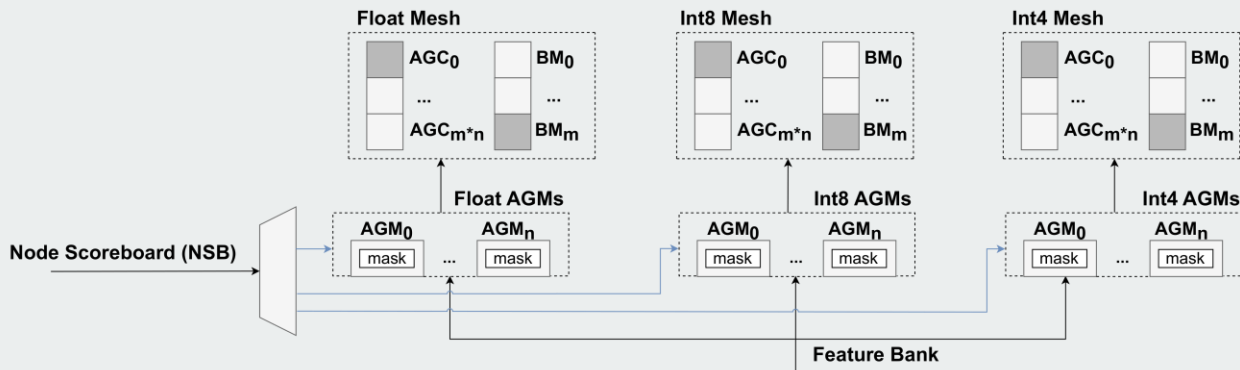 Float Mesh
Int8 Mesh
Int4 Mesh
AGC0 BM0
... ...
AGCm*n BMm
AGC0 BM0
... ...
AGCm*n BMm
AGC0 BM0
... ...
AGCm*n BMm
Float AGMs
Int8 AGMs
Int4 AGMs
AGM0 AGMn
mask ... mask
AGM0 AGMn
mask ... mask
AGM0 AGMn
mask ... mask
Node Scoreboard (NSB)
Feature Bank